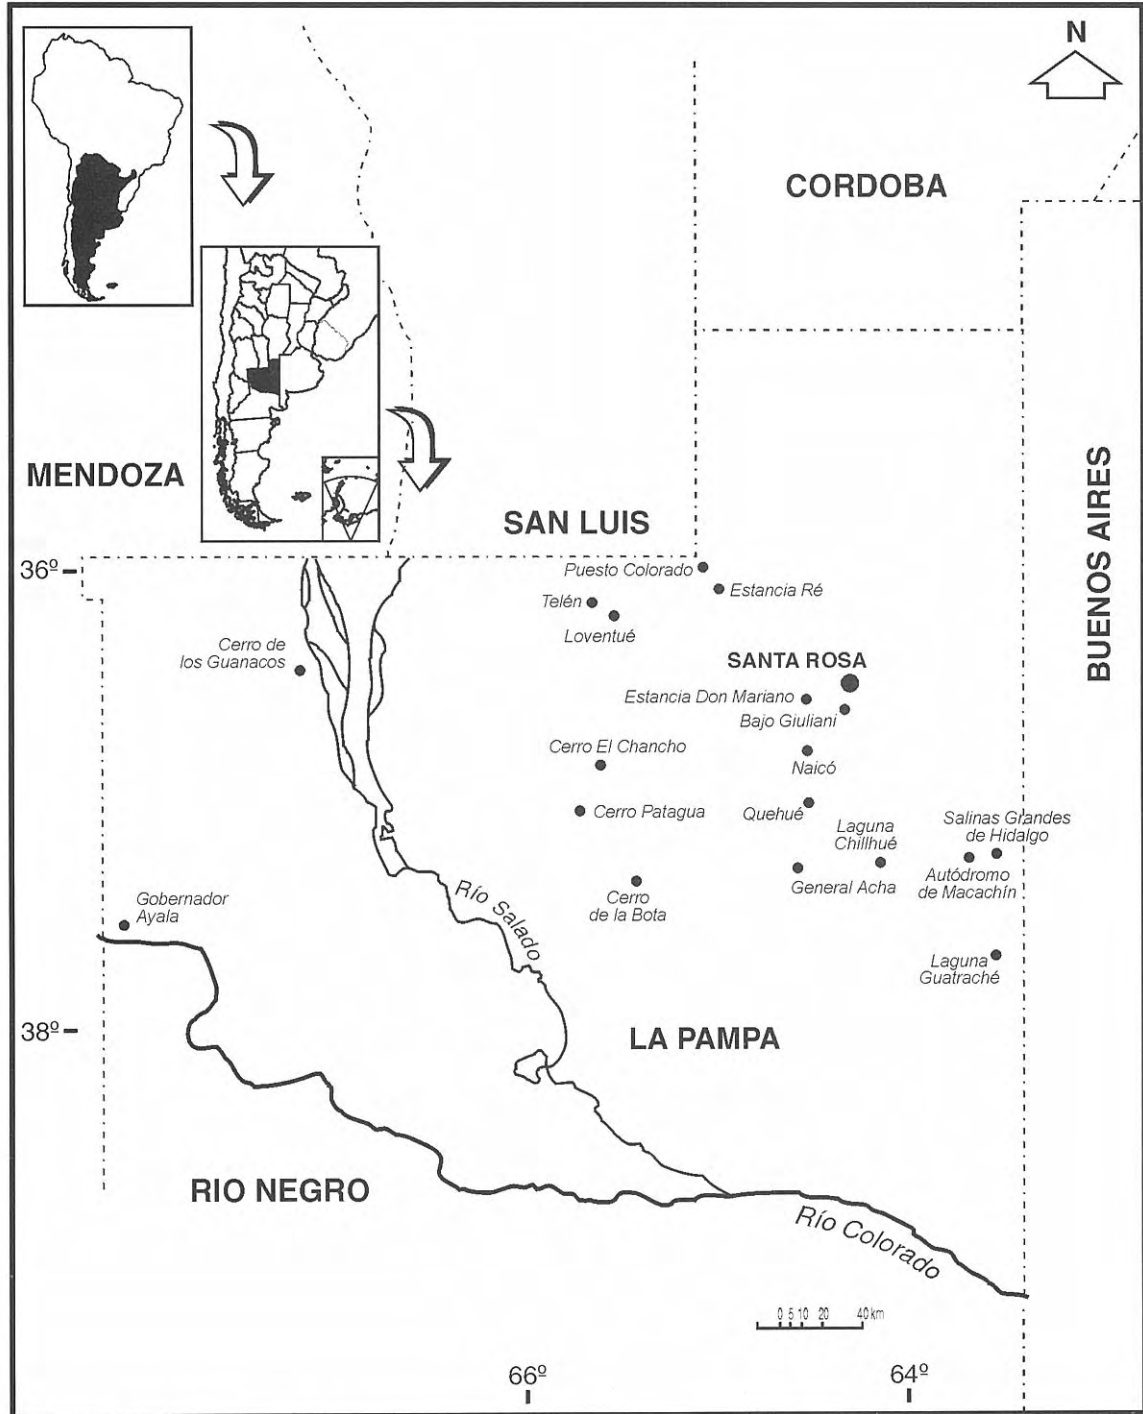 N
CORDOBA
MENDOZA
SAN LUIS
BUENOS AIRES
36º
Puesto Colorado
Estancia Ré
Telén
Loventué
Cerro de
los Guanacos
SANTA ROSA
Estancia Don Mariano
Bajo Giuliani
Cerro El Chancho
Naicó
Cerro Patagua
Quehué
Laguna
Chillhué
Salinas Grandes
de Hidalgo
General Acha
Autódromo
de Macachín
Cerro
de la Bota
Gobernador
Ayala
Río Salado
Laguna
Guatraché
38º
LA PAMPA
RIO NEGRO
Río Colorado
0 5 10 20 40 km
66º
64º